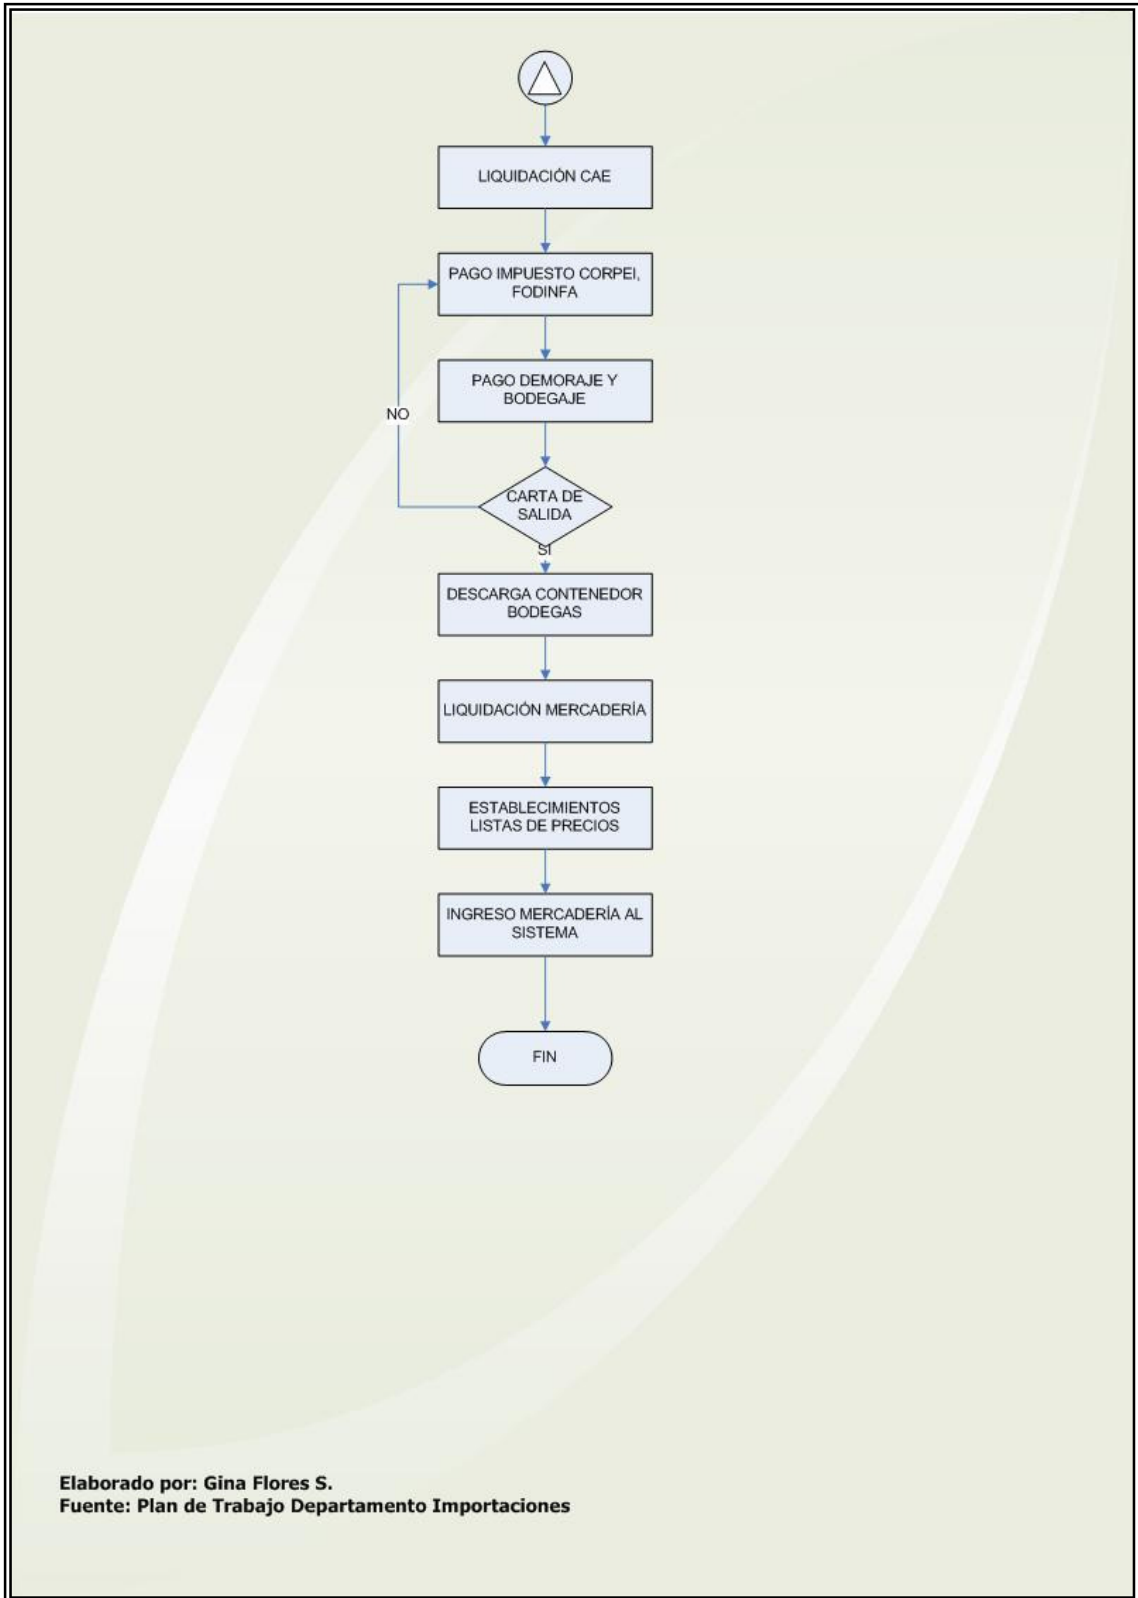 LIQUIDACIÓN CAE
PAGO IMPUESTO CORPEI,
FODINFA
PAGO DEMORAJE Y
BODEGAJE
NO
CARTA DE
SALIDA
SI
DESCARGA CONTENEDOR
BODEGAS
LIQUIDACIÓN MERCADERÍA
ESTABLECIMIENTOS
LISTAS DE PRECIOS
INGRESO MERCADERÍA AL
SISTEMA
FIN
Elaborado por: Gina Flores S.
Fuente: Plan de Trabajo Departamento Importaciones